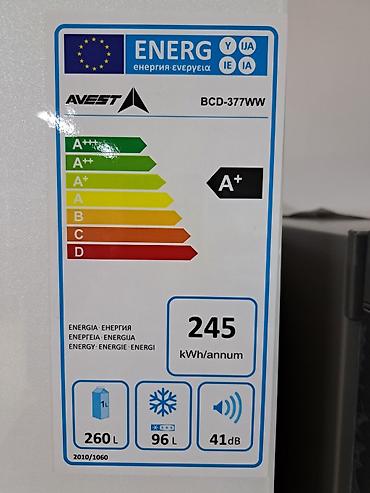 ENERG Y IJA IE IA
енергия·ενεργεια
AVEST BCD-377WW
A+++
A++
A+
A
B
C
D
A+
ENERGIA·ЕНЕРГИЯ
ΕΝΕΡΓΕΙΑ·ENERGIJA
ENERGY·ENERGIE·ENERGI
245
kWh/annum
1L
260 L
96 L
41dB
2010/1060